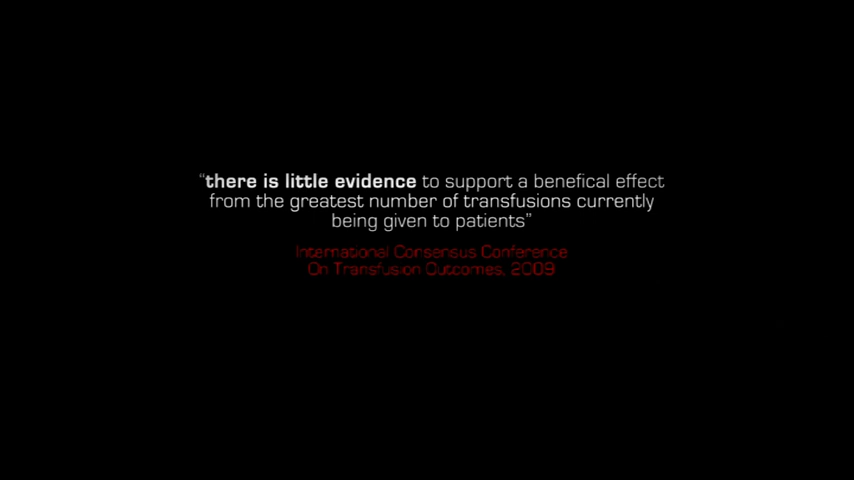 “there is little evidence to support a benefical effect
from the greatest number of transfusions currently
being given to patients”
International Consensus Conference
On Transfusion Outcomes, 2009